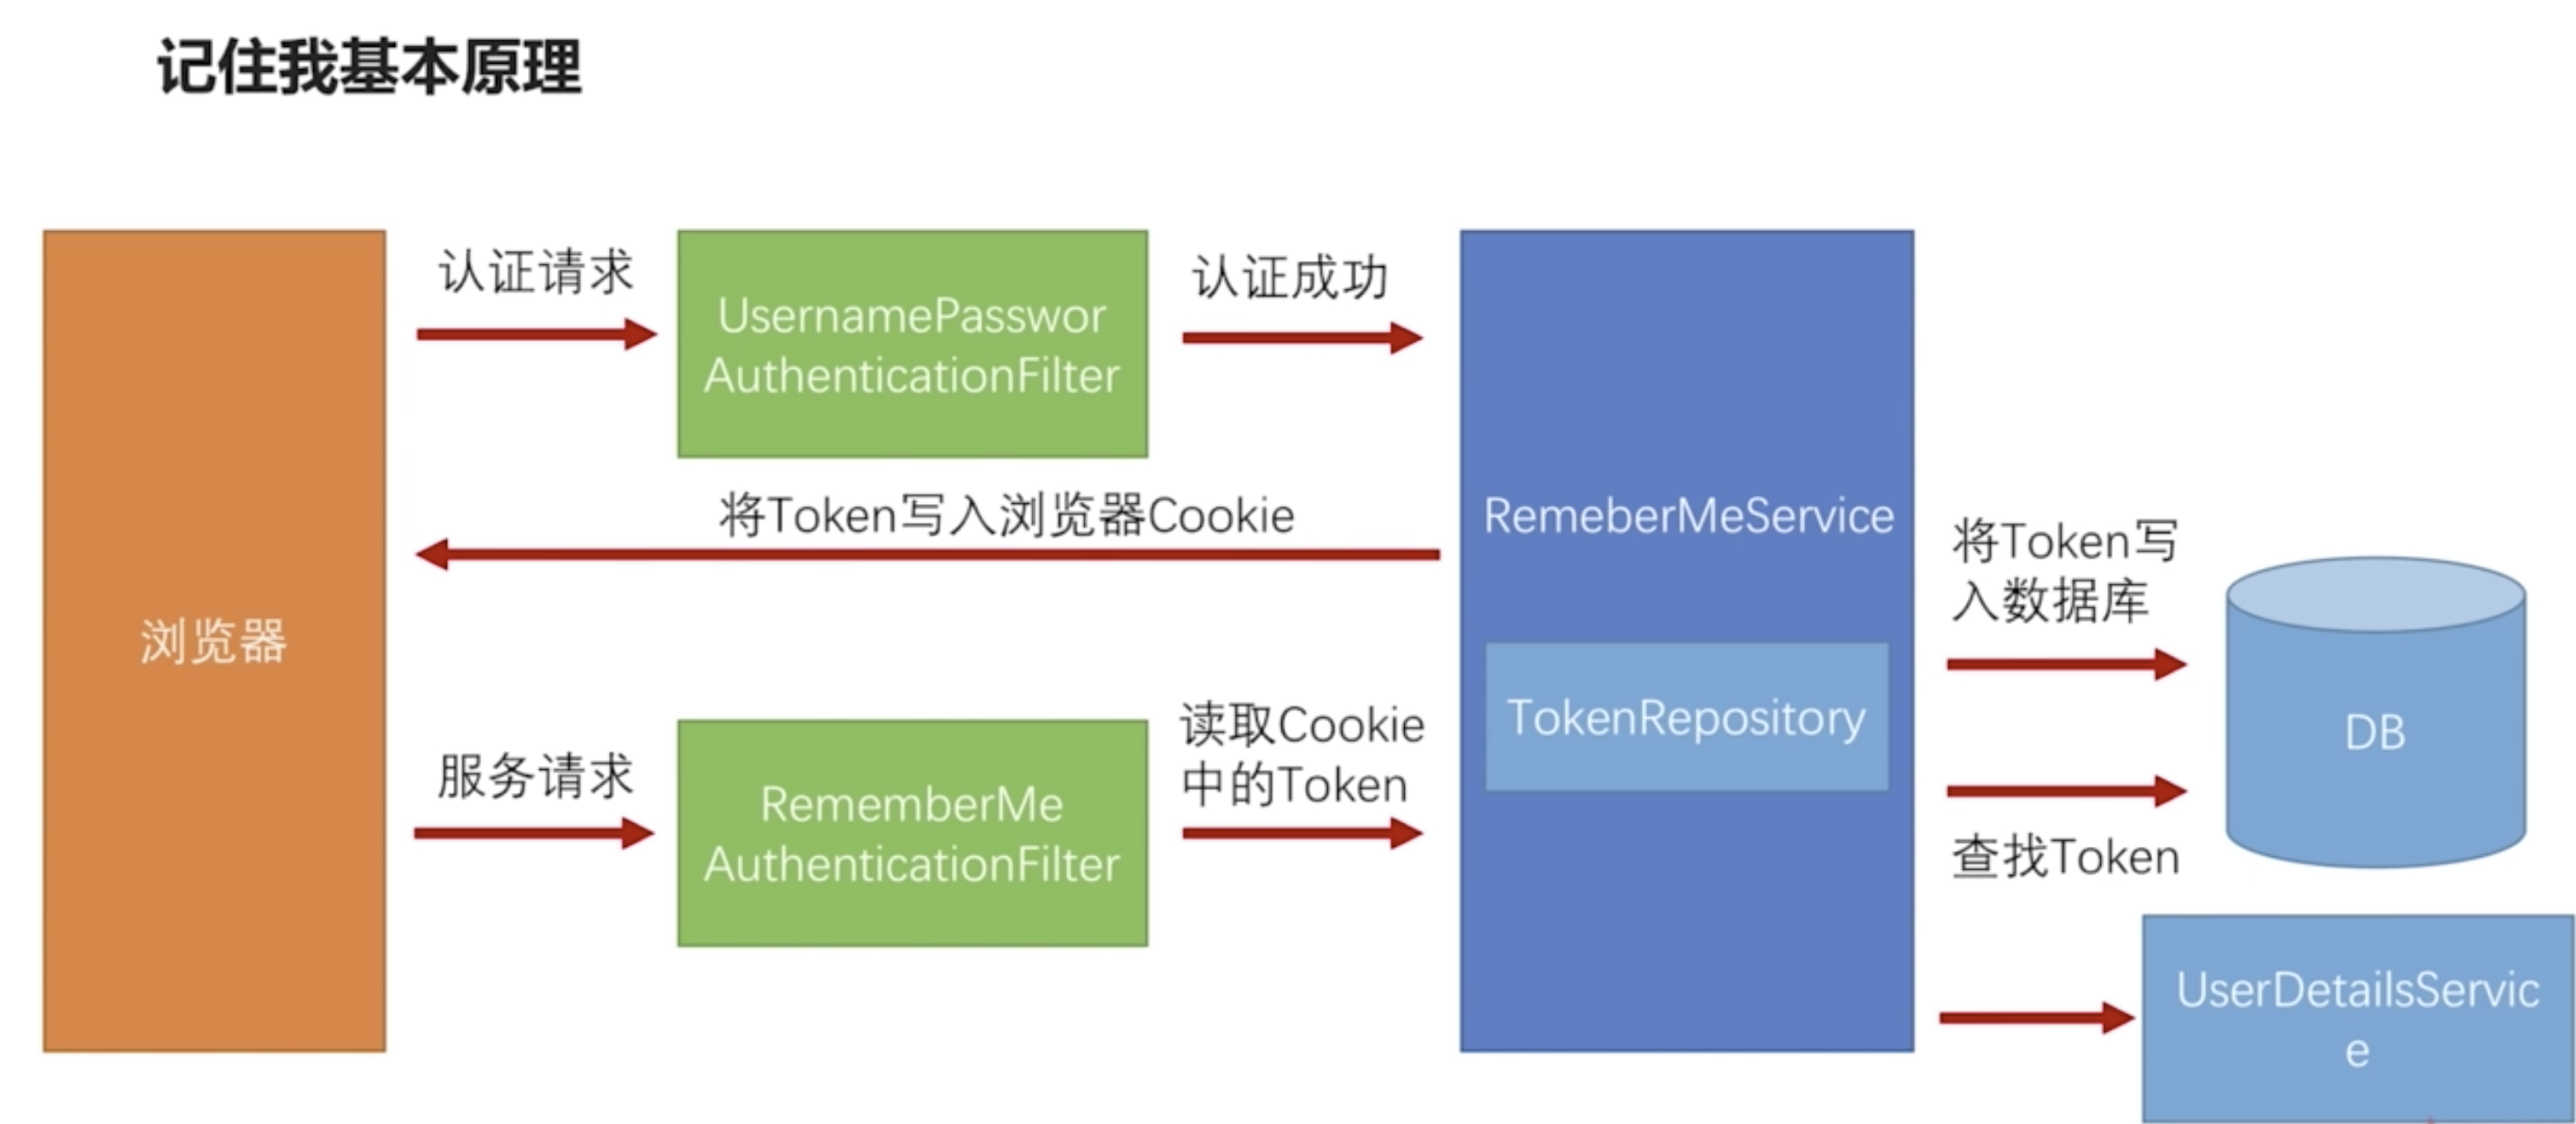 记住我基本原理
浏览器
认证请求
UsernamePasswor
AuthenticationFilter
认证成功
将Token写入浏览器Cookie
服务请求
RememberMe
AuthenticationFilter
读取Cookie
中的Token
RemeberMeService
TokenRepository
将Token写
入数据库
DB
查找Token
UserDetailsServic
e